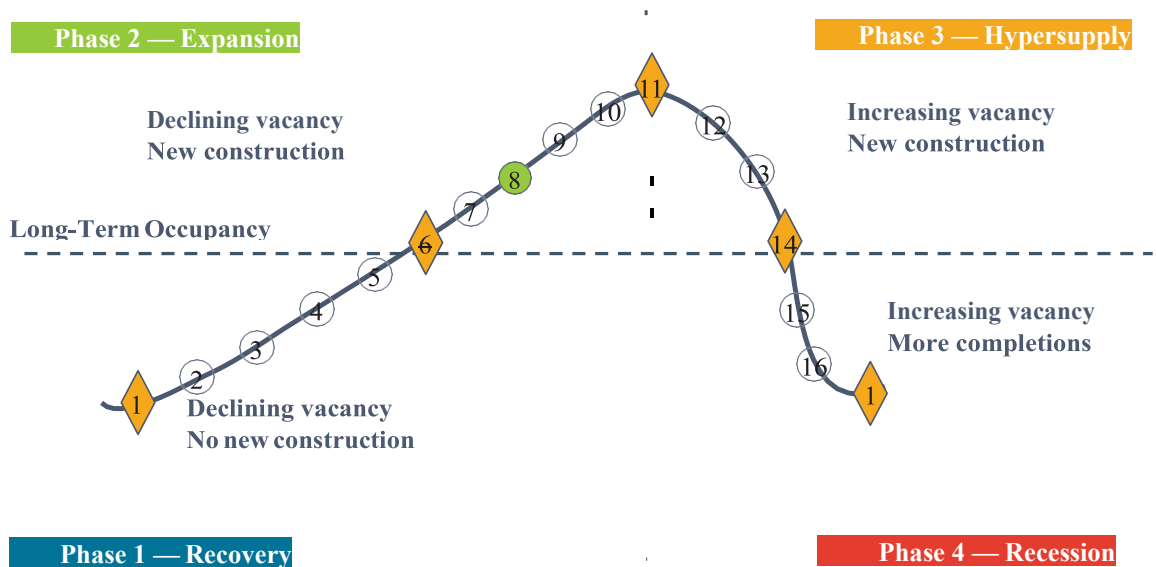 Phase 2 — Expansion
Phase 3 — Hypersupply
11
10
Declining vacancy
New construction
Increasing vacancy
New construction
12
9
13
8
7
Long-Term Occupancy
6
14
5
4
15
Increasing vacancy
More completions
3
16
2
1
1
Declining vacancy
No new construction
Phase 1 — Recovery
Phase 4 — Recession